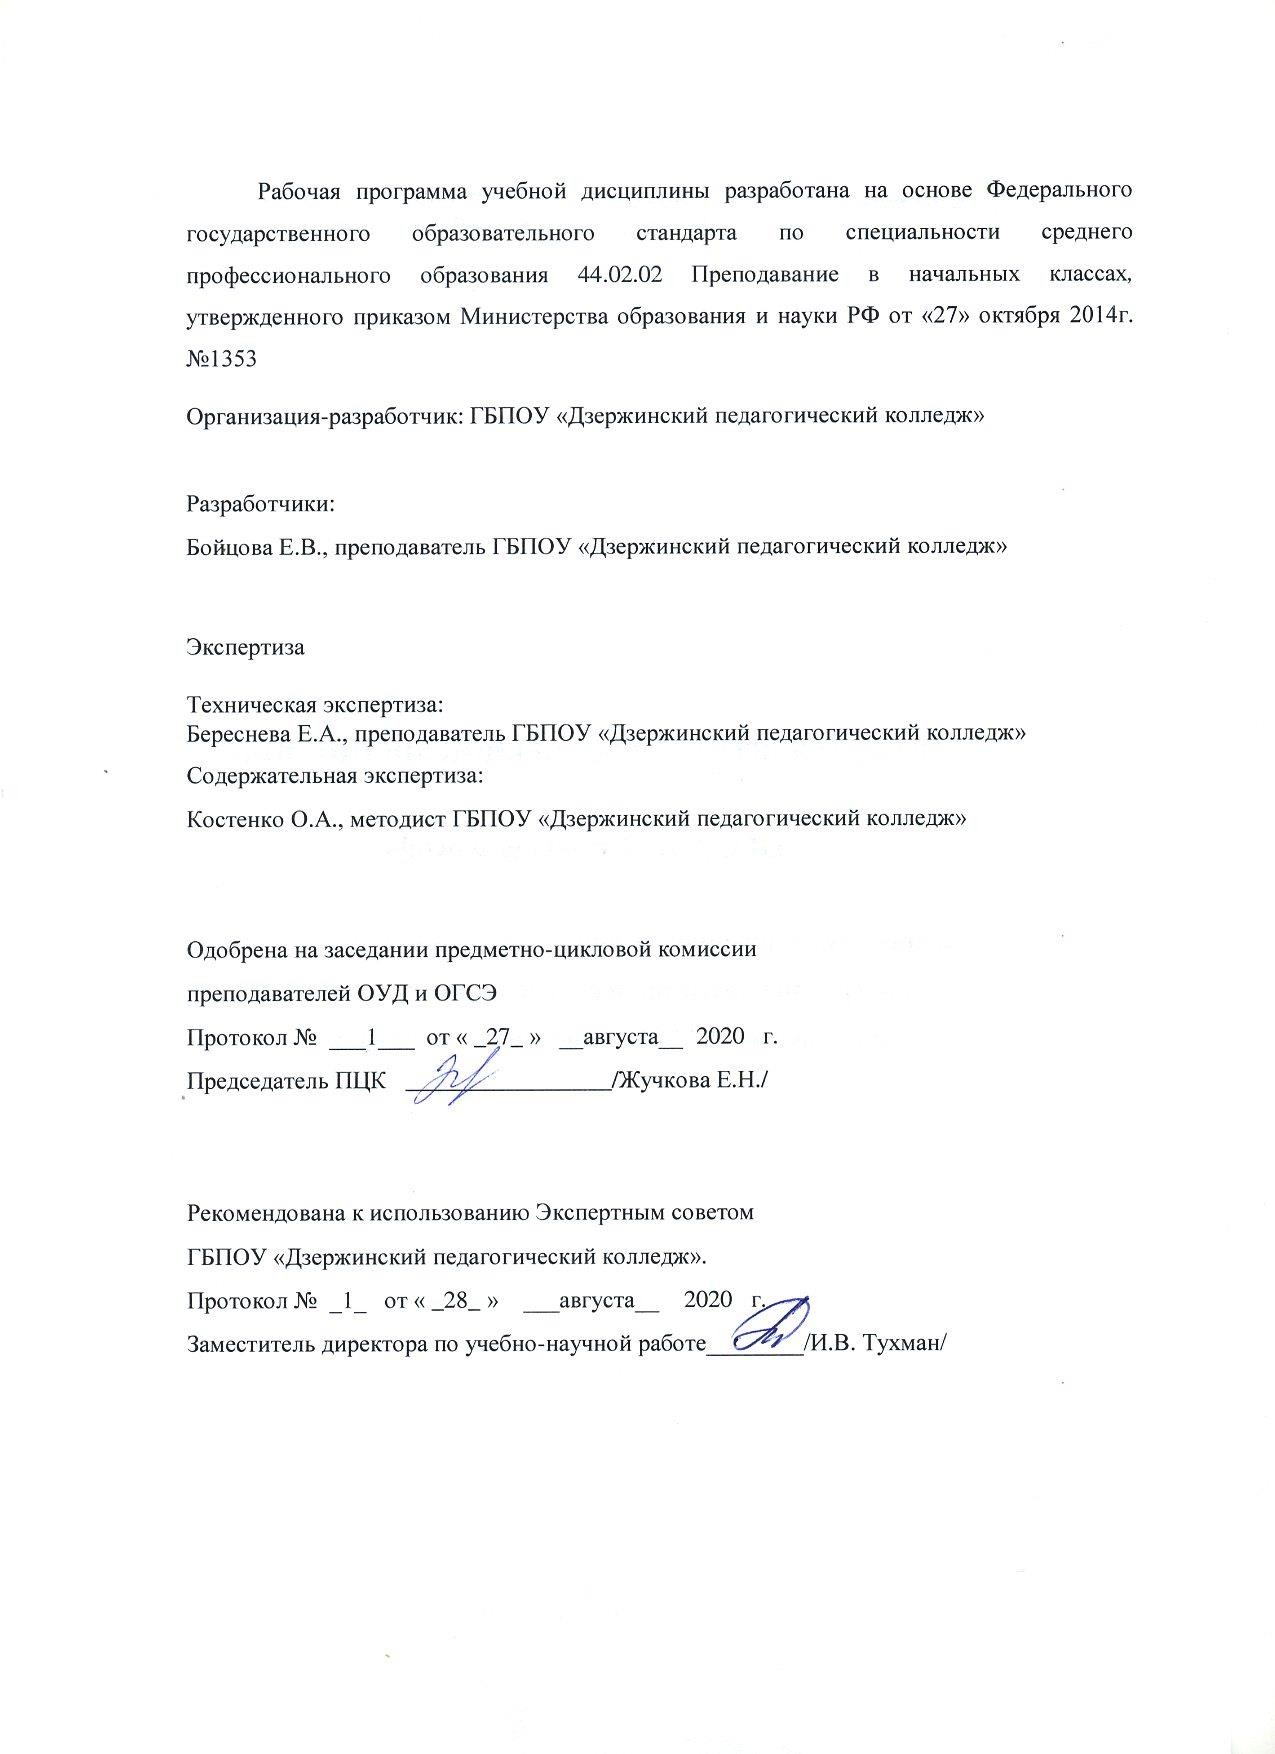 Рабочая программа учебной дисциплины разработана на основе Федерального
государственного образовательного стандарта по специальности среднего
профессионального образования 44.02.02 Преподавание в начальных классах,
утвержденного приказом Министерства образования и науки РФ от «27» октября 2014г.
№1353
Организация-разработчик: ГБПОУ «Дзержинский педагогический колледж»
Разработчики:
Бойцова Е.В., преподаватель ГБПОУ «Дзержинский педагогический колледж»
Экспертиза
Техническая экспертиза:
Береснева Е.А., преподаватель ГБПОУ «Дзержинский педагогический колледж»
Содержательная экспертиза:
Костенко О.А., методист ГБПОУ «Дзержинский педагогический колледж»
Одобрена на заседании предметно-цикловой комиссии
преподавателей ОУД и ОГСЭ
Протокол № ___1___ от « _27_ » __августа__ 2020 г.
Председатель ПЦК _________________/Жучкова Е.Н./
Рекомендована к использованию Экспертным советом
ГБПОУ «Дзержинский педагогический колледж».
Протокол № _1_ от « _28_ » ___августа__ 2020 г.
Заместитель директора по учебно-научной работе________/И.В. Тухман/